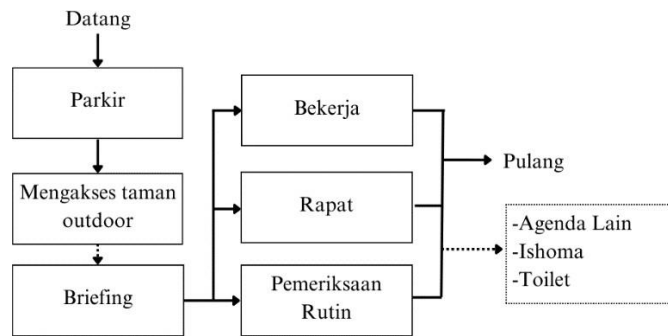 Datang
Parkir
Mengakses taman
outdoor
Briefing
Bekerja
Rapat
Pemeriksaan
Rutin
Pulang
-Agenda Lain
-Ishoma
-Toilet